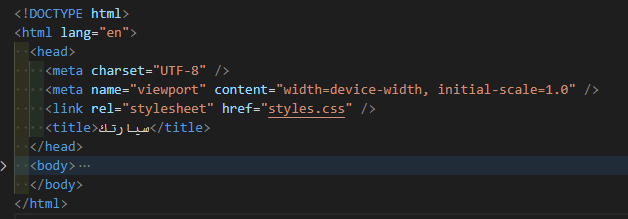 <!DOCTYPE html>
<html lang="en">
<head>
<meta charset="UTF-8" />
<meta name="viewport" content="width=device-width, initial-scale=1.0" />
<link rel="stylesheet" href="styles.css" />
<title>سيارتك</title>
</head>
<body>…
</body>
</html>